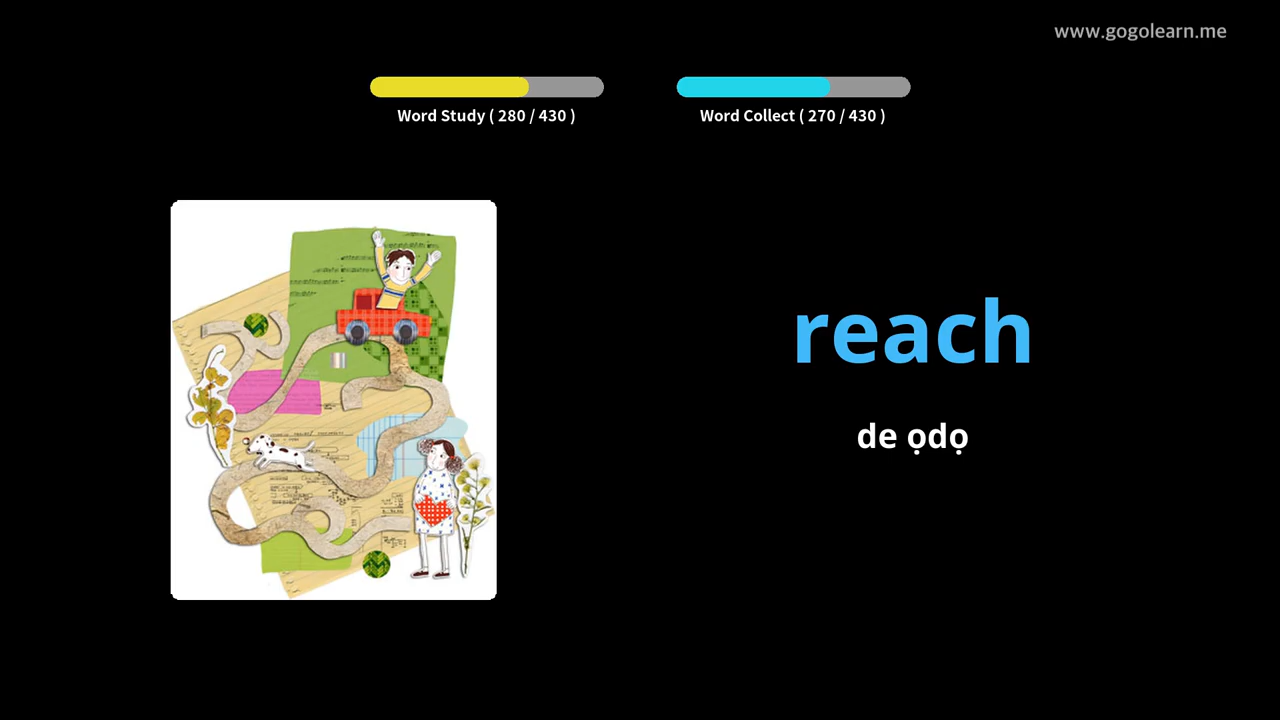 www.gogolearn.me
Word Study ( 280 / 430 )
Word Collect ( 270 / 430 )
reach
de ọdọ